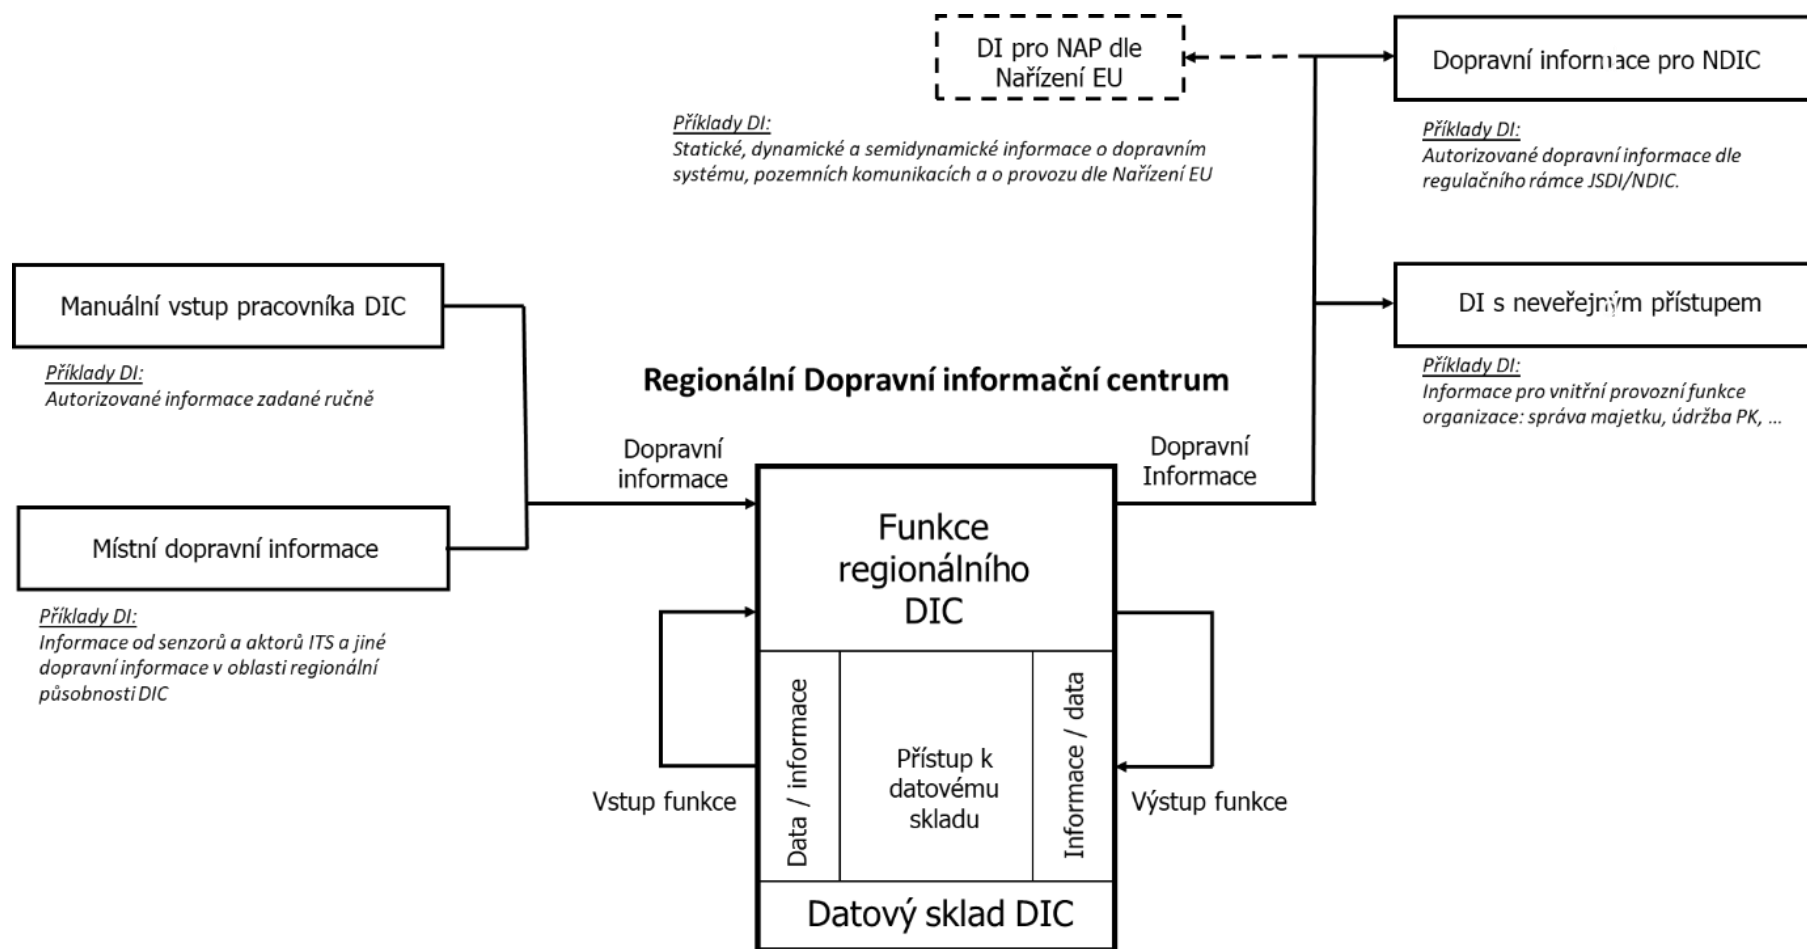 DI pro NAP dle
Nařízení EU
Příklady DI:
Statické, dynamické a semidynamické informace o dopravním
systému, pozemních komunikacích a o provozu dle Nařízení EU
Dopravní informace pro NDIC
Příklady DI:
Autorizované dopravní informace dle
regulačního rámce JSDI/NDIC.
Manuální vstup pracovníka DIC
Příklady DI:
Autorizované informace zadané ručně
DI s neveřejným přístupem
Příklady DI:
Informace pro vnitřní provozní funkce
organizace: správa majetku, údržba PK, ...
Regionální Dopravní informační centrum
Dopravní
informace
Dopravní
Informace
Místní dopravní informace
Příklady DI:
Informace od senzorů a aktorů ITS a jiné
dopravní informace v oblasti regionální
působnosti DIC
Funkce
regionálního
DIC
Vstup funkce
Data / informace
Přístup k
datovému
skladu
Informace / data
Výstup funkce
Datový sklad DIC